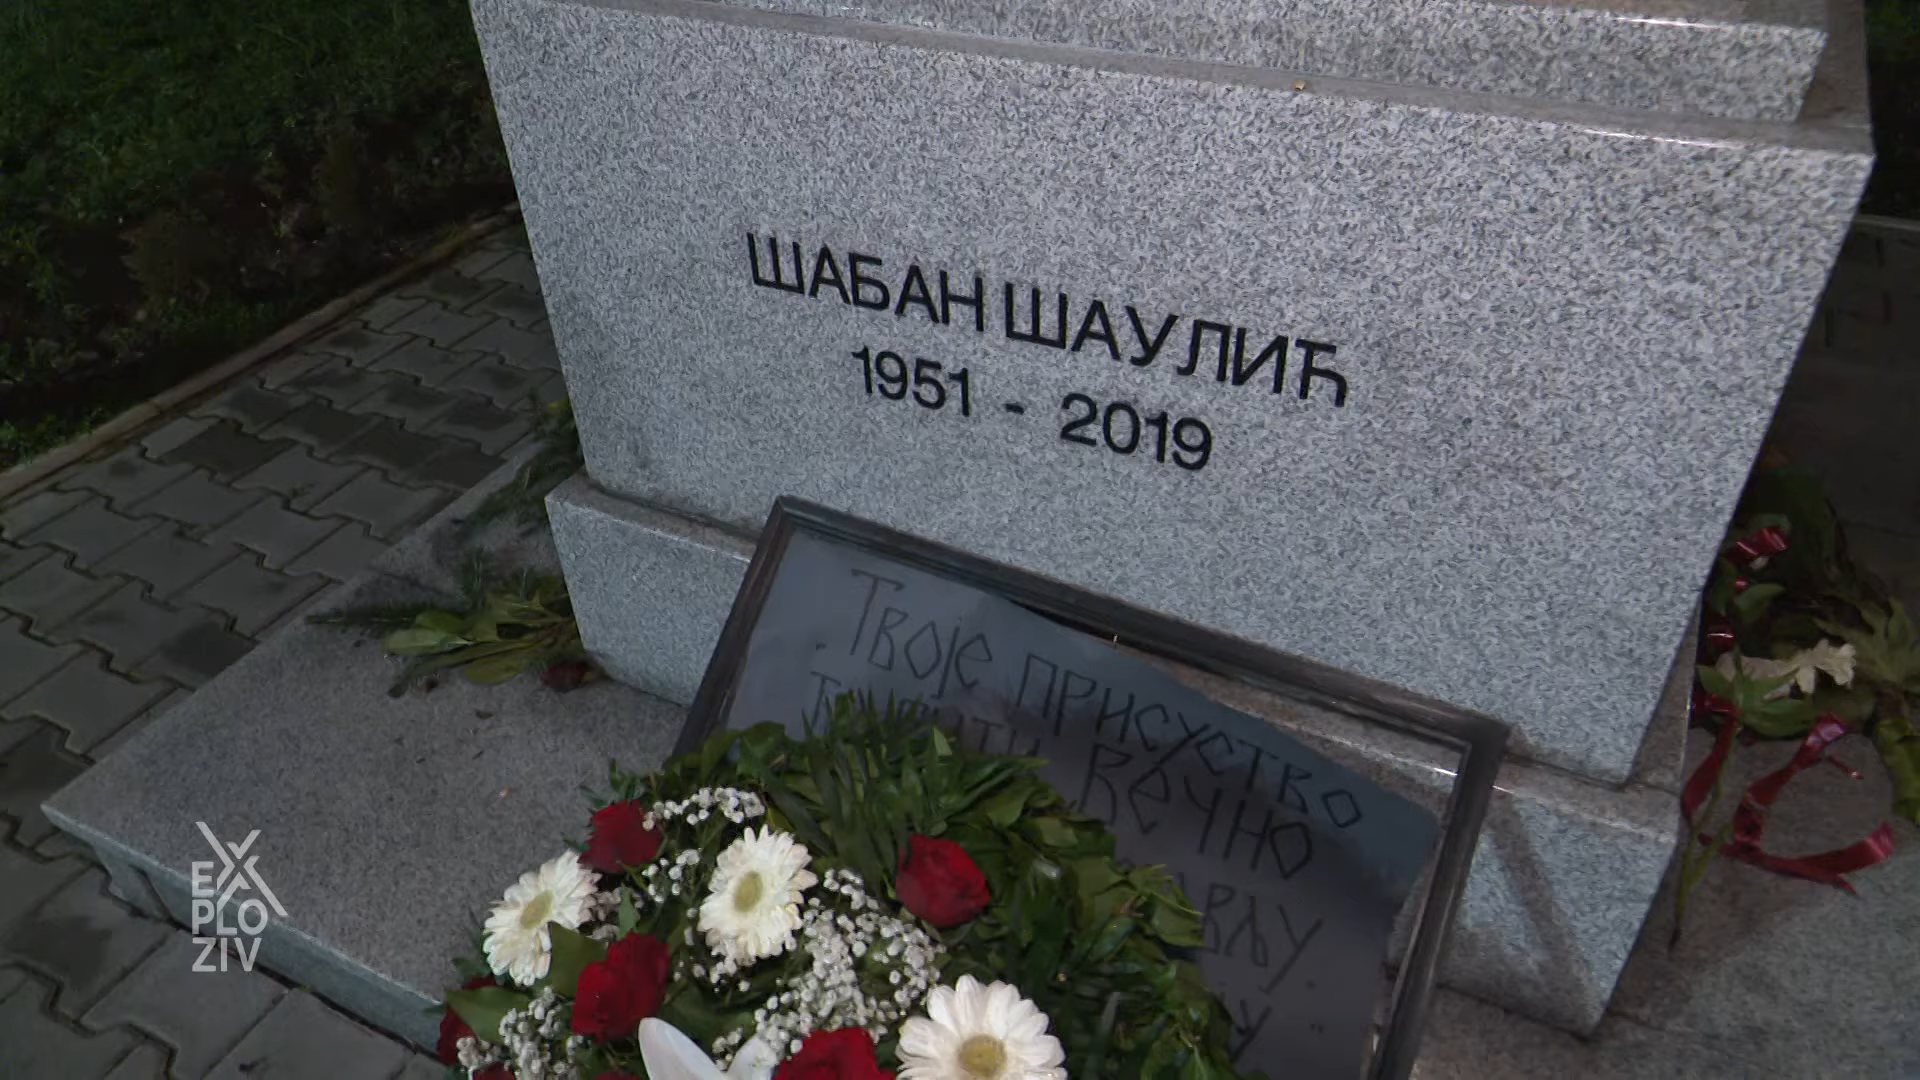 ШАБАН ШАУЛИЋ
1951 - 2019
Твоје присуство
вечно
EX
PLO
ZIV